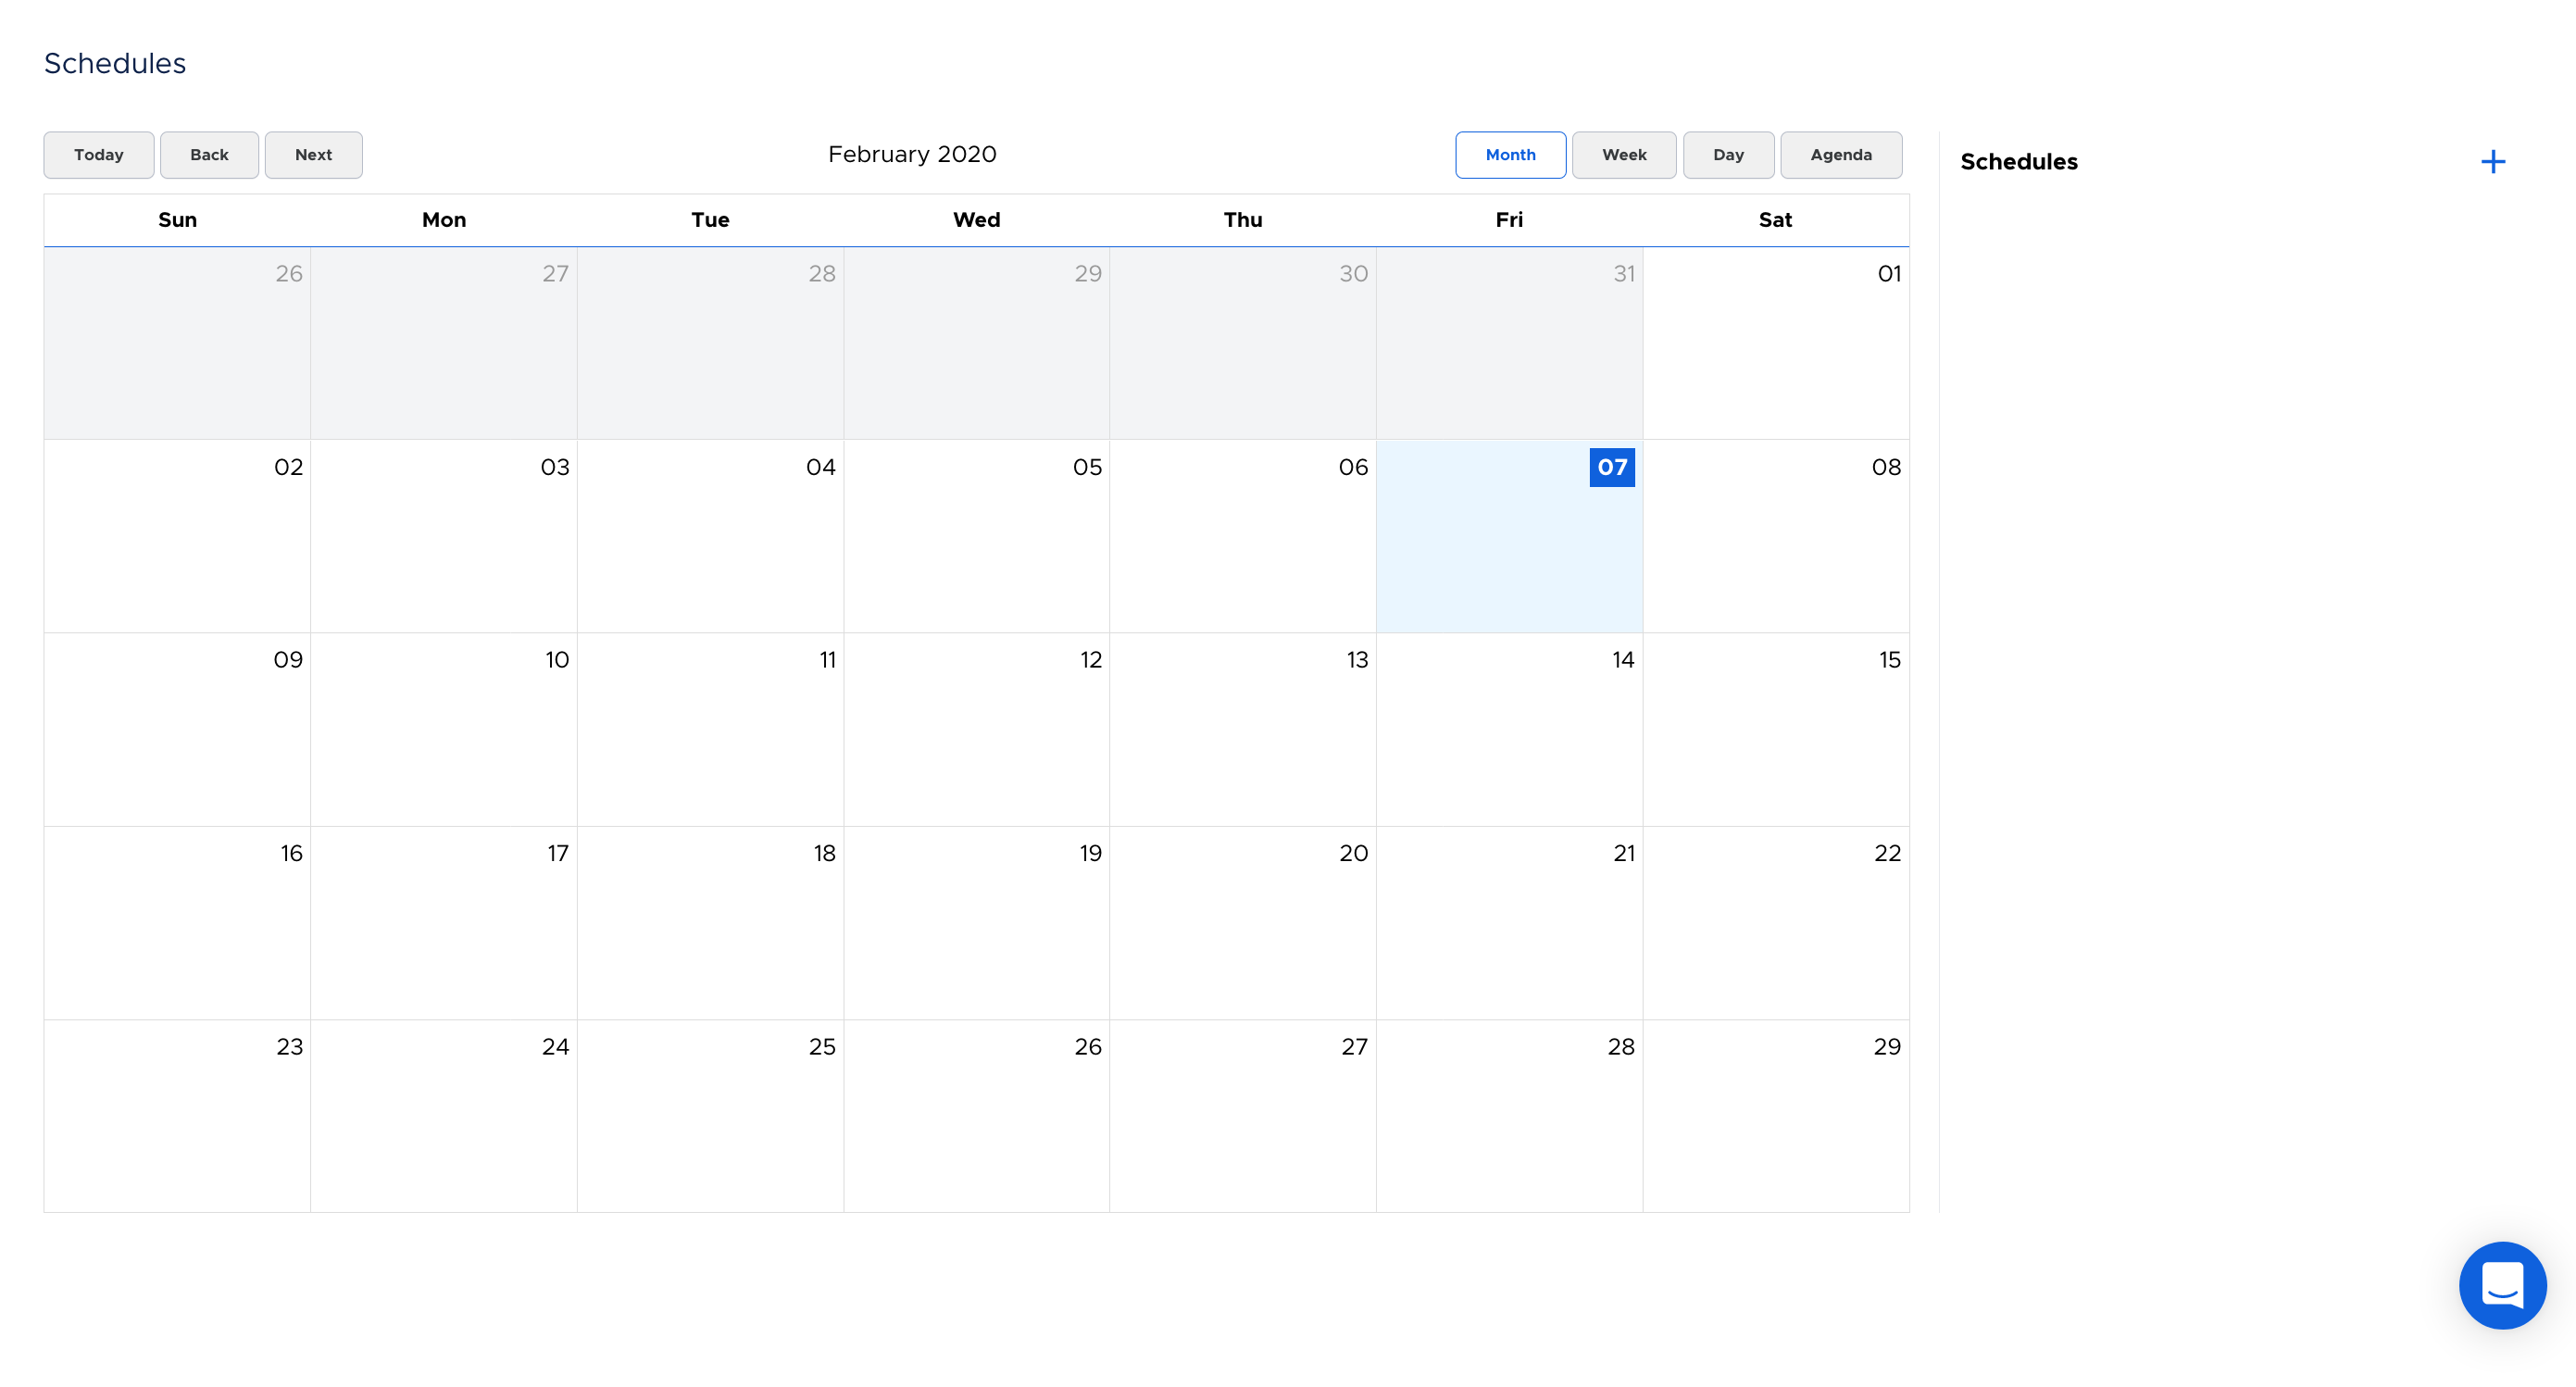 Schedules
Today Back Next February 2020 Month Week Day Agenda
Schedules
Sun Mon Tue Wed Thu Fri Sat
26 27 28 29 30 31 01
02 03 04 05 06 07 08
09 10 11 12 13 14 15
16 17 18 19 20 21 22
23 24 25 26 27 28 29